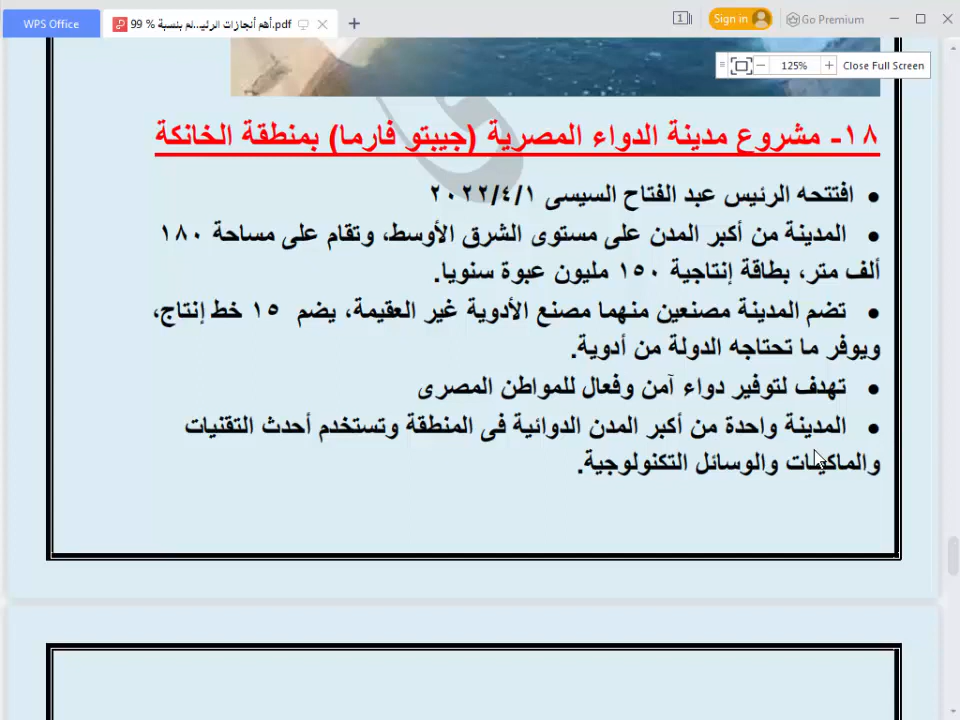 WPS Office
أهم أنجازات الرئيـ...لم بنسبة 99 %.pdf
Sign in
Go Premium
125%
Close Full Screen
١٨- مشروع مدينة الدواء المصرية (جيبتو فارما) بمنطقة الخانكة
• افتتحه الرئيس عبد الفتاح السيسى ٢٠٢٢/٤/١
• المدينة من أكبر المدن على مستوى الشرق الأوسط، وتقام على مساحة ١٨٠
ألف متر، بطاقة إنتاجية ١٥٠ مليون عبوة سنويا.
• تضم المدينة مصنعين منهما مصنع الأدوية غير العقيمة، يضم ١٥ خط إنتاج،
ويوفر ما تحتاجه الدولة من أدوية.
• تهدف لتوفير دواء آمن وفعال للمواطن المصرى
• المدينة واحدة من أكبر المدن الدوائية فى المنطقة وتستخدم أحدث التقنيات
والماكينات والوسائل التكنولوجية.